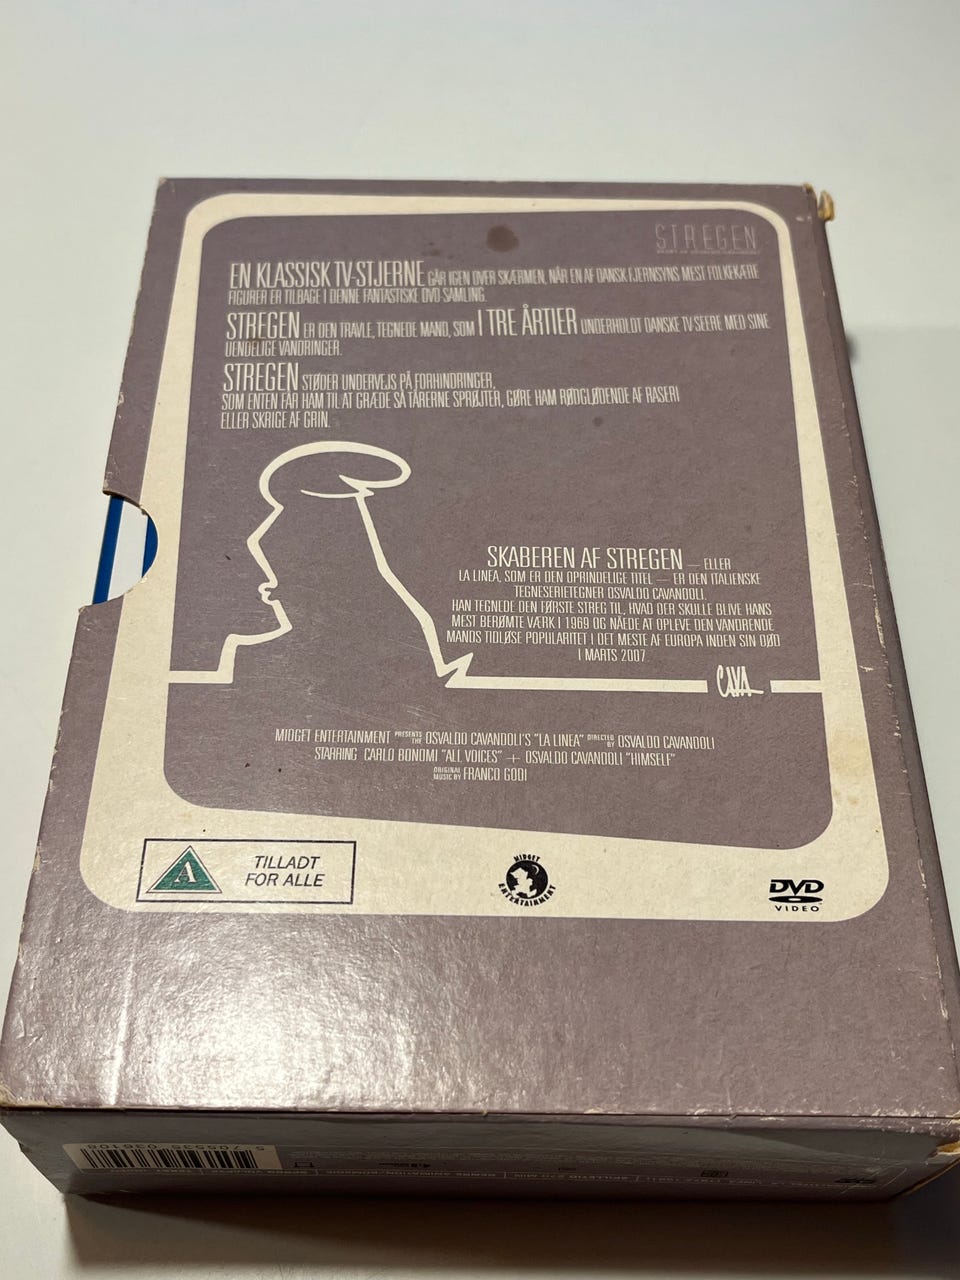 STREGEN
EN KLASSISK TV-STJERNE GÅR IGEN OVER SKÆRMEN, NÅR EN AF DANSK FJERNSYNS MEST FOLKEKÆRE
FIGURER ER TILBAGE I DENNE FANTASTISKE DVD SAMLING.
STREGEN ER DEN TRAVLE, TEGNEDE MAND, SOM I TRE ÅRTIER UNDERHOLDT DANSKE TV SEERE MED SINE
UENDELIGE VANDRINGER.
STREGEN STØDER UNDERVEJS PÅ FORHINDRINGER,
SOM ENTEN FÅR HAM TIL AT GRÆDE SÅ TÅRERNE SPRØJTER, GØRE HAM RØDGLØDENDE AF RASERI
ELLER SKRIGE AF GRIN.
SKABEREN AF STREGEN – ELLER
LA LINEA, SOM ER DEN OPRINDELIGE TITEL – ER DEN ITALIENSKE
TEGNESERIETEGNER OSVALDO CAVANDOLI.
HAN TEGNEDE DEN FØRSTE STREG TIL, HVAD DER SKULLE BLIVE HANS
MEST BERØMTE VÆRK I 1969 OG NÅEDE AT OPLEVE DEN VANDRENDE
MANDS TIDLØSE POPULARITET I DET MESTE AF EUROPA INDEN SIN DØD
I MARTS 2007
CAVA
MIDGET ENTERTAINMENT PRESENTS THE OSVALDO CAVANDOLI'S "LA LINEA" DIRECTED BY OSVALDO CAVANDOLI
STARRING CARLO BONOMI "ALL VOICES" + OSVALDO CAVANDOLI "HIMSELF"
ORIGINAL MUSIC BY FRANCO GODI
A
TILLADT
FOR ALLE
MIDGET
ENTERTAINMENT
DVD
VIDEO
5 705535 036108